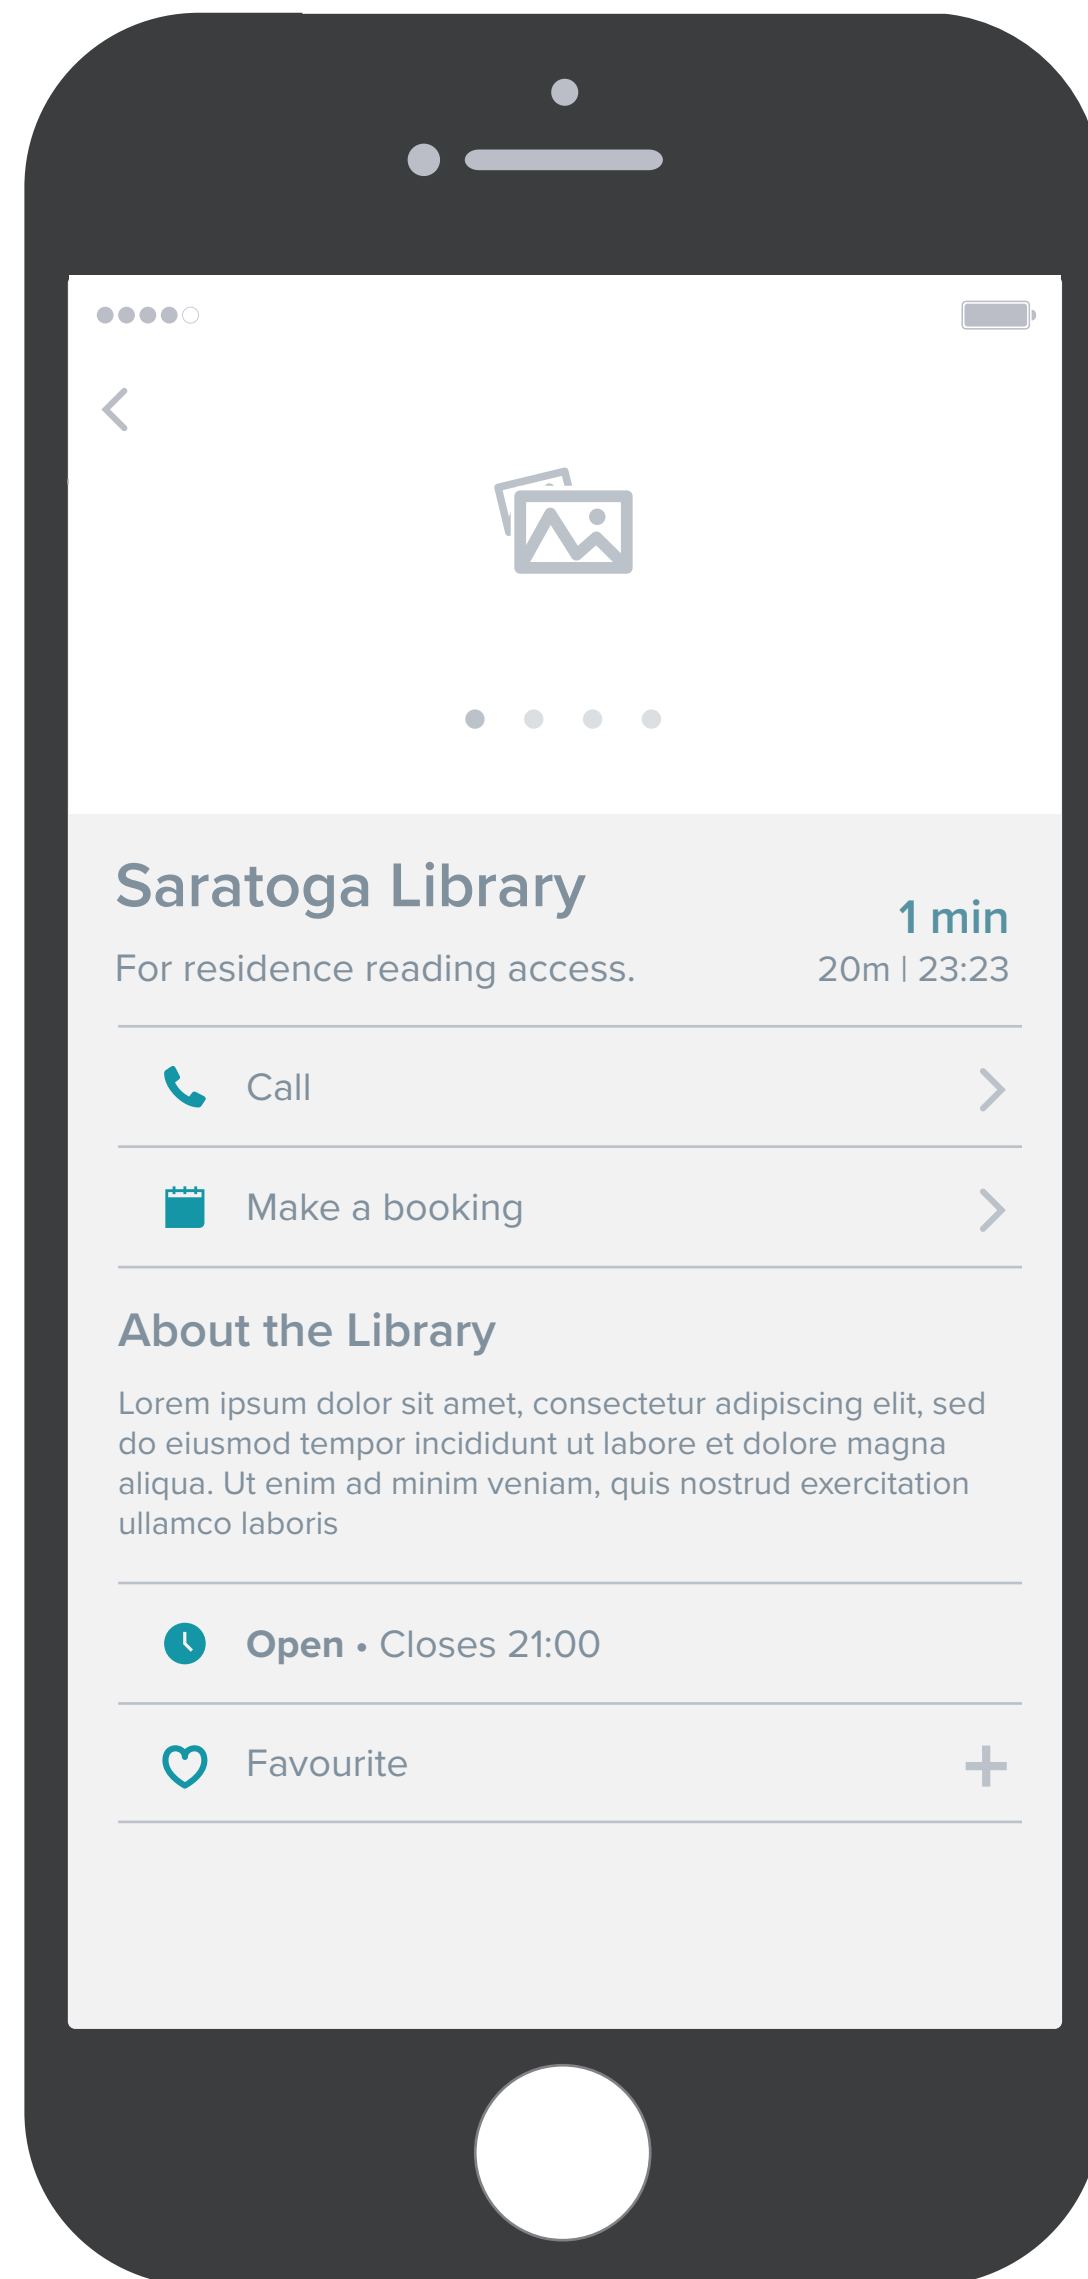 Saratoga Library
1 min
For residence reading access.
20m | 23:23
Call
Make a booking
About the Library
Lorem ipsum dolor sit amet, consectetur adipiscing elit, sed
do eiusmod tempor incididunt ut labore et dolore magna
aliqua. Ut enim ad minim veniam, quis nostrud exercitation
ullamco laboris
Open • Closes 21:00
Favourite